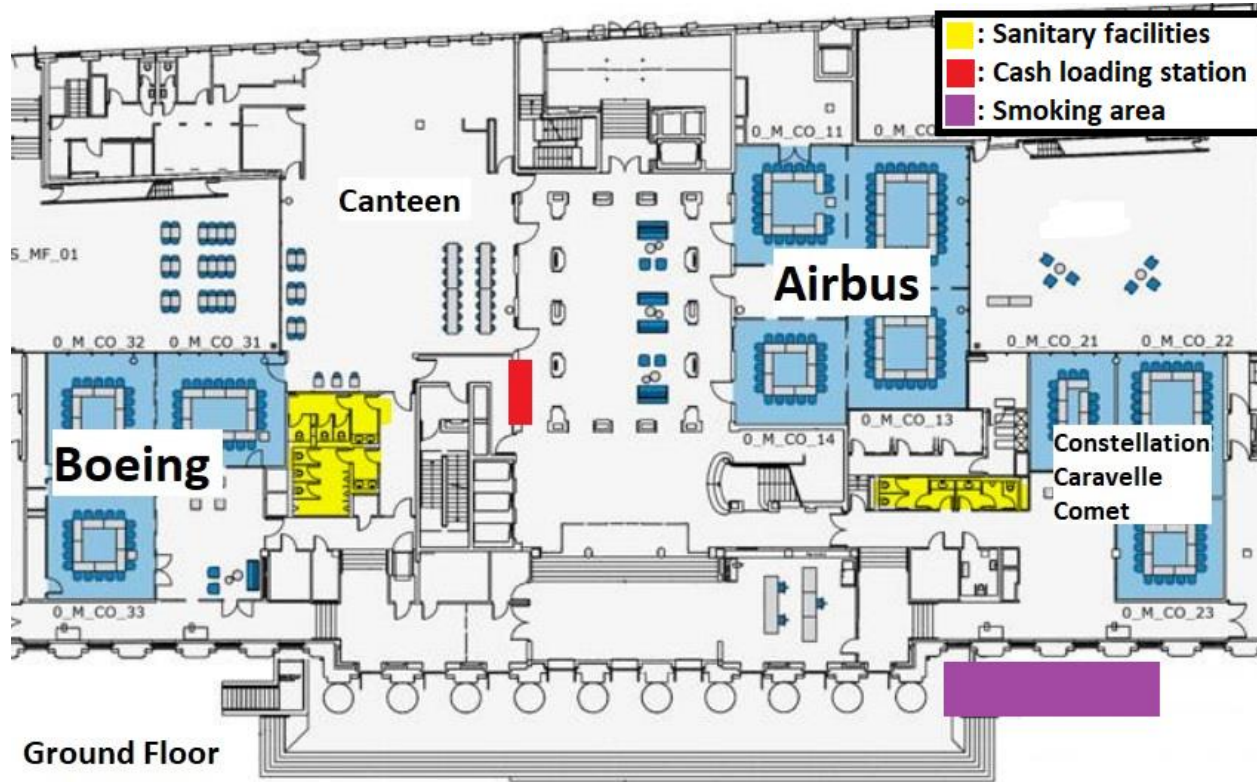 : Sanitary facilities
: Cash loading station
: Smoking area
0_M_CO_11
0_M_CO_
Canteen
S_MF_01
Airbus
0_M_CO_32
0_M_CO_31
0_M_CO_21
0_M_CO_22
0_M_CO_13
0_M_CO_14
Boeing
Constellation
Caravelle
Comet
0_M_CO_33
0_M_CO_23
Ground Floor